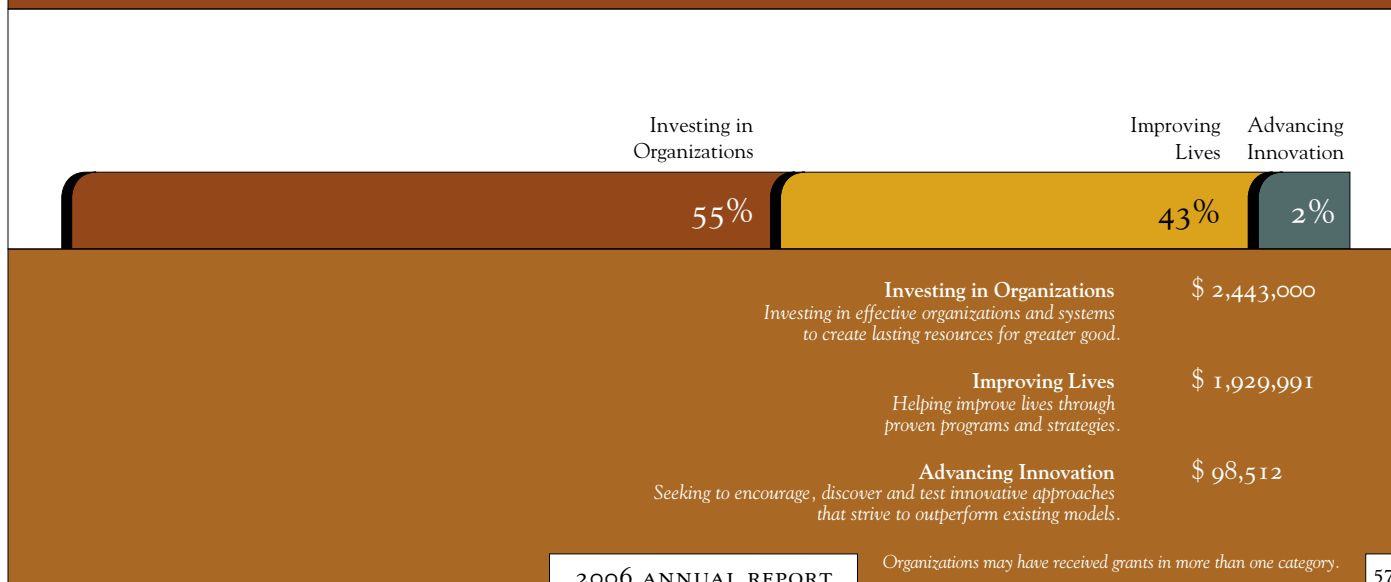 Investing in
Organizations
Improving
Lives
Advancing
Innovation
55%
43%
2%
Investing in Organizations $ 2,443,000
Investing in effective organizations and systems
to create lasting resources for greater good.
Improving Lives $ 1,929,991
Helping improve lives through
proven programs and strategies.
Advancing Innovation $ 98,512
Seeking to encourage, discover and test innovative approaches
that strive to outperform existing models.
Organizations may have received grants in more than one category.
2006 ANNUAL REPORT
57